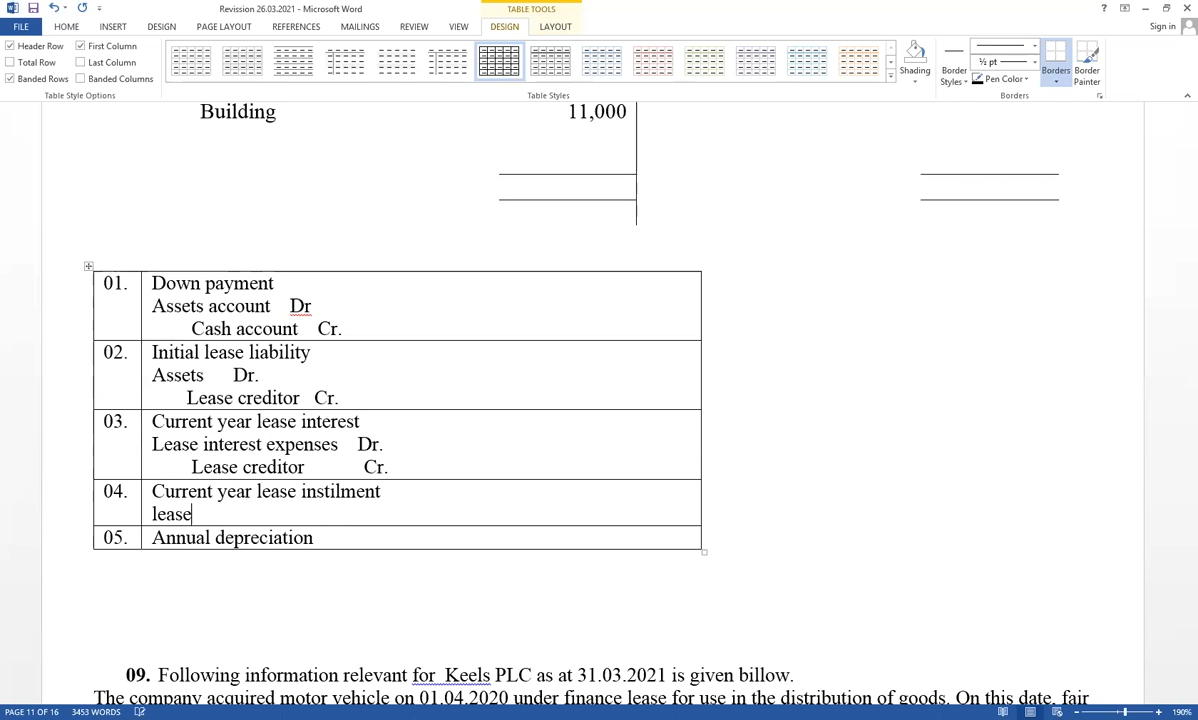 Revission 26.03.2021 - Microsoft Word
TABLE TOOLS
?
FILE HOME INSERT DESIGN PAGE LAYOUT REFERENCES MAILINGS REVIEW VIEW DESIGN LAYOUT
Sign in
Header Row First Column
Total Row Last Column
Banded Rows Banded Columns
Table Style Options
Table Styles
Shading
Border Styles
½ pt
Pen Color
Borders
Border Painter
Borders
Building 11,000
01. Down payment
Assets account Dr
Cash account Cr.
02. Initial lease liability
Assets Dr.
Lease creditor Cr.
03. Current year lease interest
Lease interest expenses Dr.
Lease creditor Cr.
04. Current year lease instilment
lease
05. Annual depreciation
09. Following information relevant for Keels PLC as at 31.03.2021 is given billow.
The company acquired motor vehicle on 01.04.2020 under finance lease for use in the distribution of goods. On this date, fair
PAGE 11 OF 16 3453 WORDS
190%